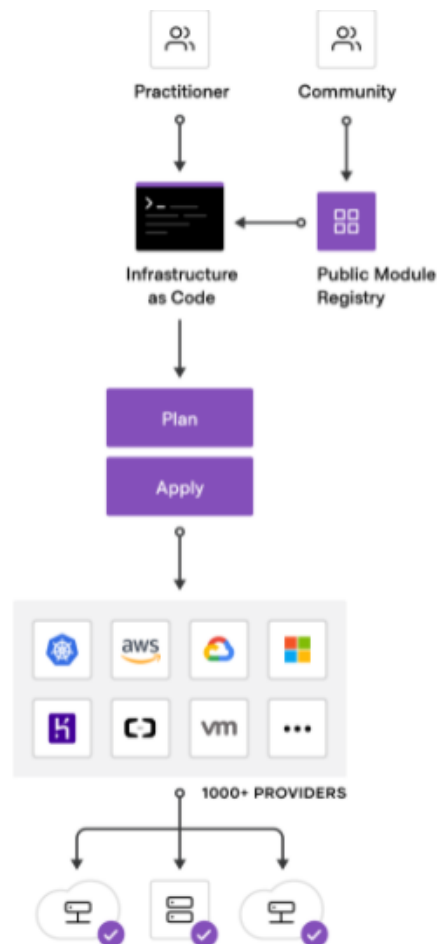 Practitioner
Community
Infrastructure
as Code
Public Module
Registry
Plan
Apply
aws
vm
1000+ PROVIDERS